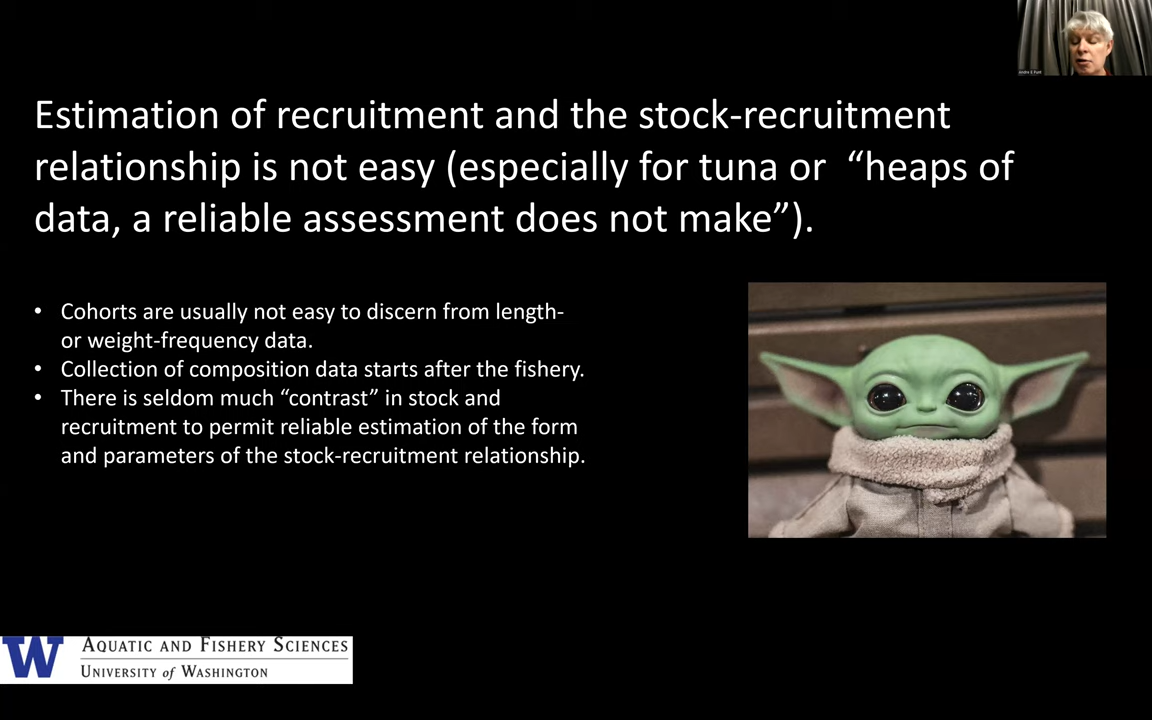 Andre E Punt
Estimation of recruitment and the stock-recruitment
relationship is not easy (especially for tuna or “heaps of
data, a reliable assessment does not make”).
• Cohorts are usually not easy to discern from length-
or weight-frequency data.
• Collection of composition data starts after the fishery.
• There is seldom much “contrast” in stock and
recruitment to permit reliable estimation of the form
and parameters of the stock-recruitment relationship.
W
AQUATIC AND FISHERY SCIENCES
UNIVERSITY of WASHINGTON